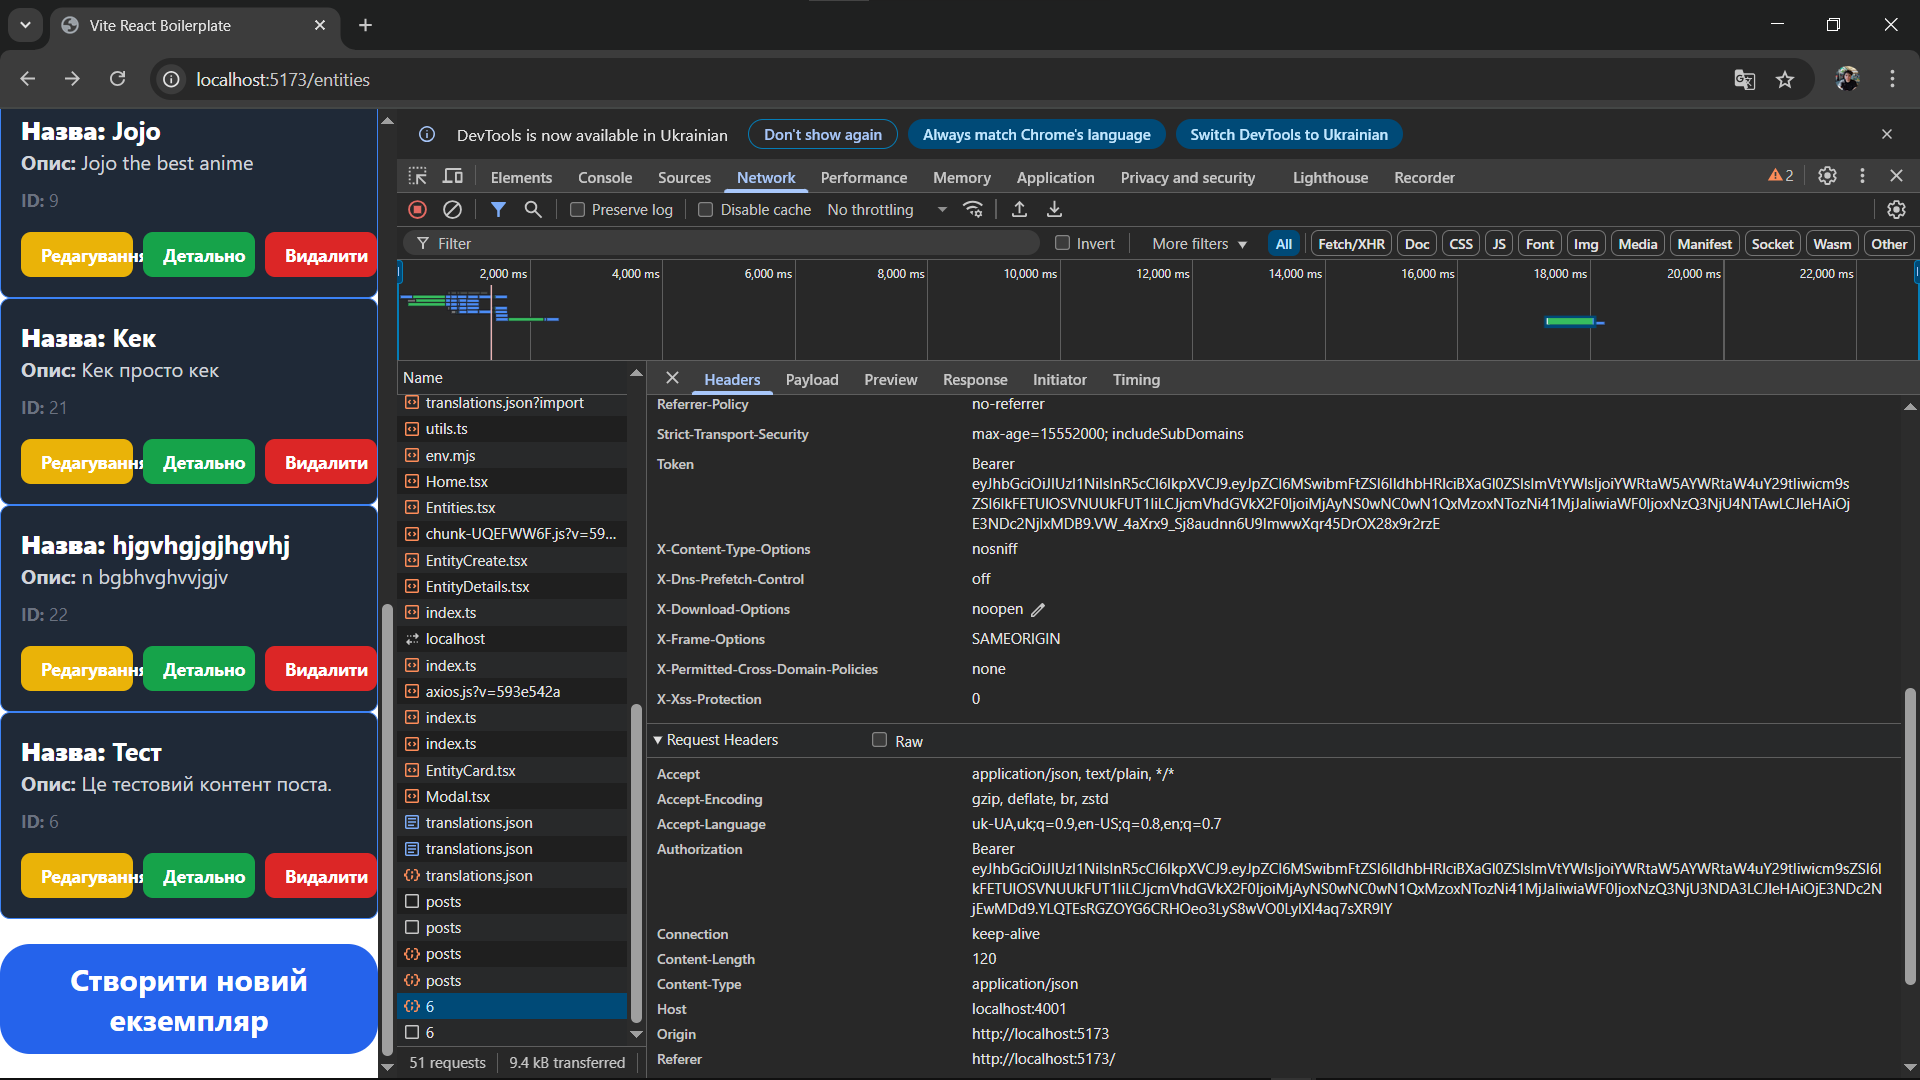 Vite React Boilerplate
localhost:5173/entities
Назва: Jojo
Опис: Jojo the best anime
ID: 9
Редагування
Детально
Видалити
Назва: Кек
Опис: Кек просто кек
ID: 21
Редагування
Детально
Видалити
Назва: hjgvhgjgjhgvhj
Опис: n bgbhvghvvjgjv
ID: 22
Редагування
Детально
Видалити
Назва: Тест
Опис: Це тестовий контент поста.
ID: 6
Редагування
Детально
Видалити
Створити новий
екземпляр
DevTools is now available in Ukrainian
Don't show again
Always match Chrome's language
Switch DevTools to Ukrainian
Elements Console Sources Network Performance Memory Application Privacy and security Lighthouse Recorder
2
Preserve log Disable cache No throttling
Filter
Invert More filters
All Fetch/XHR Doc CSS JS Font Img Media Manifest Socket Wasm Other
2,000 ms 4,000 ms 6,000 ms 8,000 ms 10,000 ms 12,000 ms 14,000 ms 16,000 ms 18,000 ms 20,000 ms 22,000 ms
Name
translations.json?import
utils.ts
env.mjs
Home.tsx
Entities.tsx
chunk-UQEFWW6F.js?v=59...
EntityCreate.tsx
EntityDetails.tsx
index.ts
localhost
index.ts
axios.js?v=593e542a
index.ts
index.ts
EntityCard.tsx
Modal.tsx
translations.json
translations.json
translations.json
posts
posts
posts
posts
6
6
51 requests 9.4 kB transferred
Headers Payload Preview Response Initiator Timing
Referrer-Policy no-referrer
Strict-Transport-Security max-age=15552000; includeSubDomains
Token Bearer
X-Content-Type-Options nosniff
X-Dns-Prefetch-Control off
X-Download-Options noopen
X-Frame-Options SAMEORIGIN
X-Permitted-Cross-Domain-Policies none
X-Xss-Protection 0
Request Headers Raw
Accept application/json, text/plain, */*
Accept-Encoding gzip, deflate, br, zstd
Accept-Language uk-UA,uk;q=0.9,en-US;q=0.8,en;q=0.7
Authorization Bearer
Connection keep-alive
Content-Length 120
Content-Type application/json
Host localhost:4001
Origin http://localhost:5173
Referer http://localhost:5173/